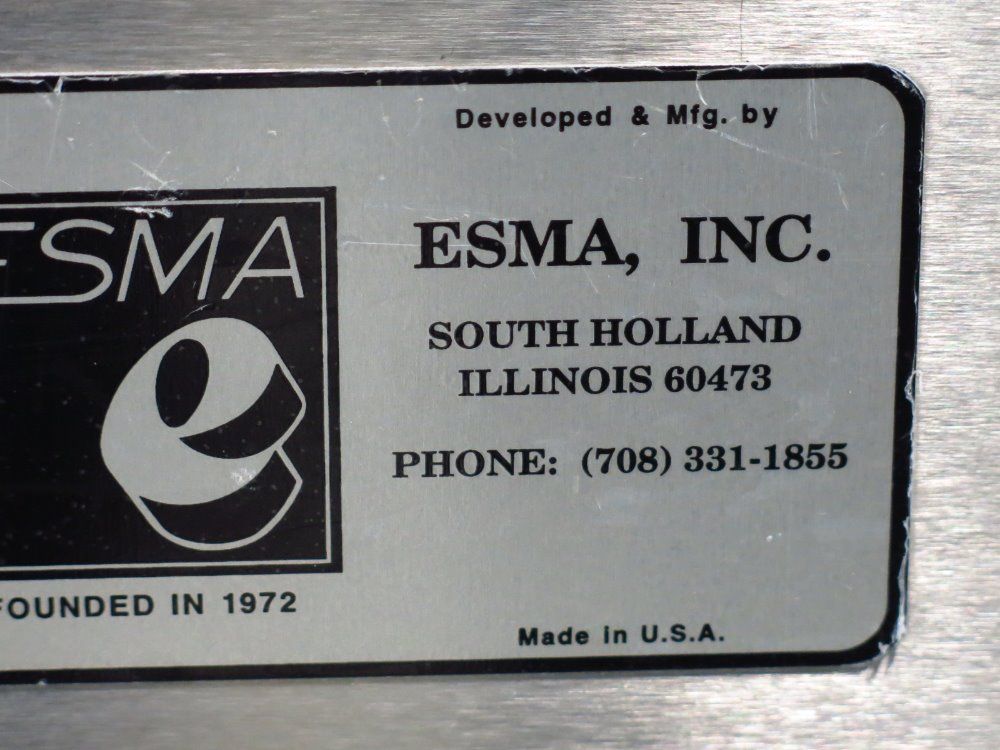 Developed & Mfg. by
ESMA, INC.
SOUTH HOLLAND
ILLINOIS 60473
PHONE: (708) 331-1855
Made in U.S.A.
ESMA
e
FOUNDED IN 1972